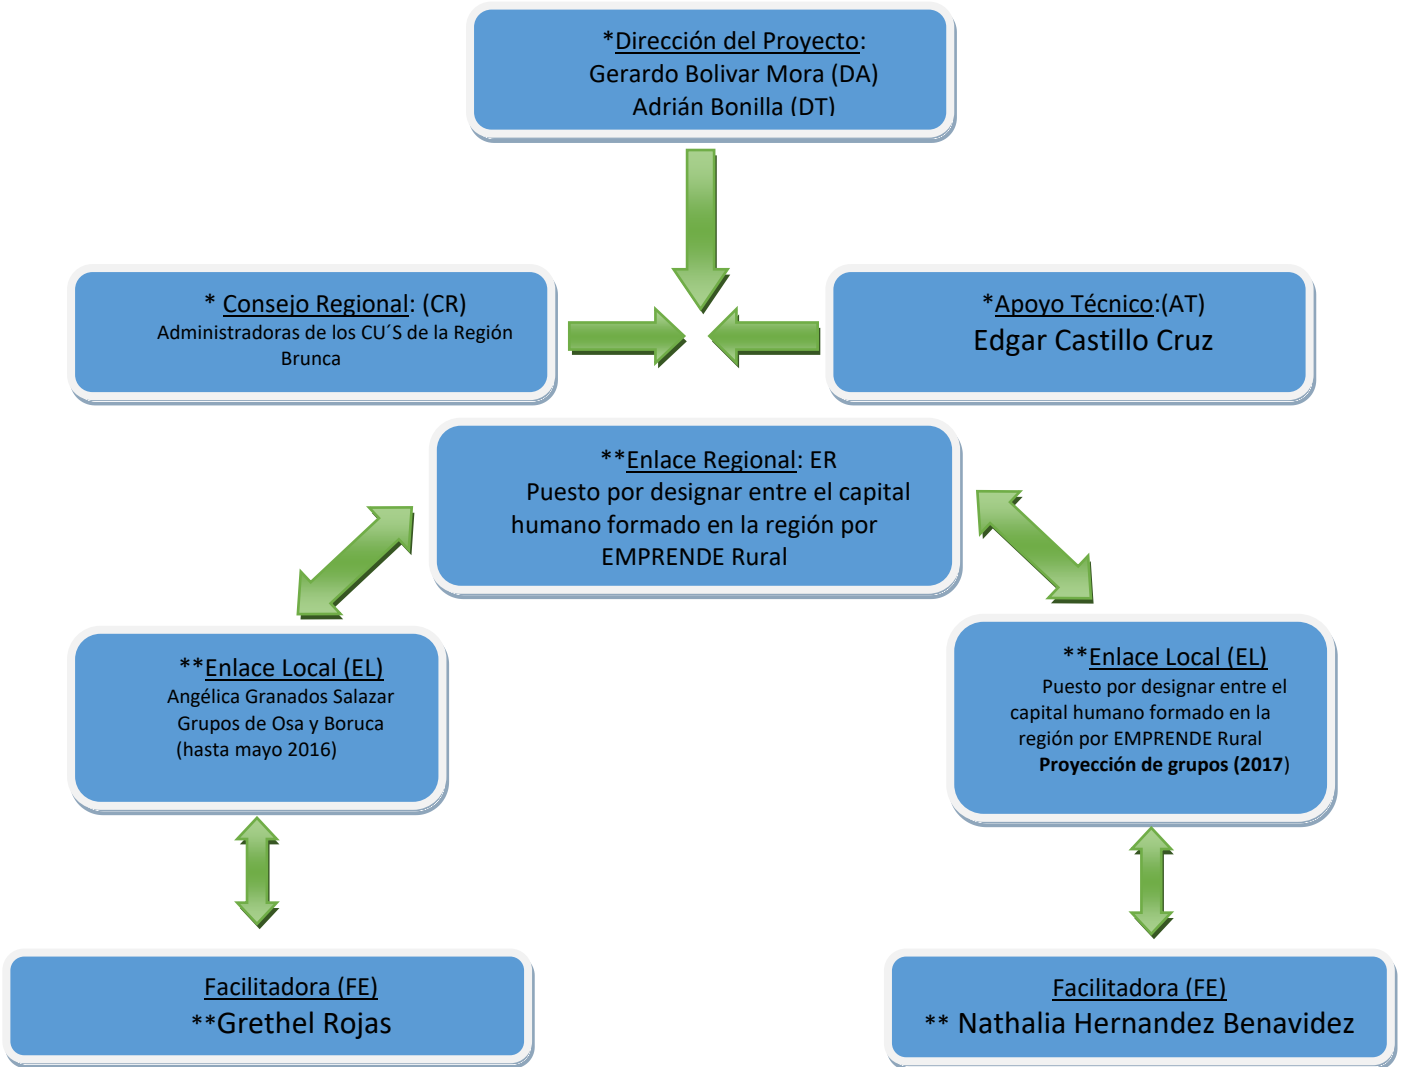 *Dirección del Proyecto:
Gerardo Bolivar Mora (DA)
Adrián Bonilla (DT)
* Consejo Regional: (CR)
Administradoras de los CU´S de la Región
Brunca
*Apoyo Técnico:(AT)
Edgar Castillo Cruz
**Enlace Regional: ER
Puesto por designar entre el capital
humano formado en la región por
EMPRENDE Rural
**Enlace Local (EL)
Angélica Granados Salazar
Grupos de Osa y Boruca
(hasta mayo 2016)
**Enlace Local (EL)
Puesto por designar entre el
capital humano formado en la
región por EMPRENDE Rural
Proyección de grupos (2017)
Facilitadora (FE)
**Grethel Rojas
Facilitadora (FE)
** Nathalia Hernandez Benavidez